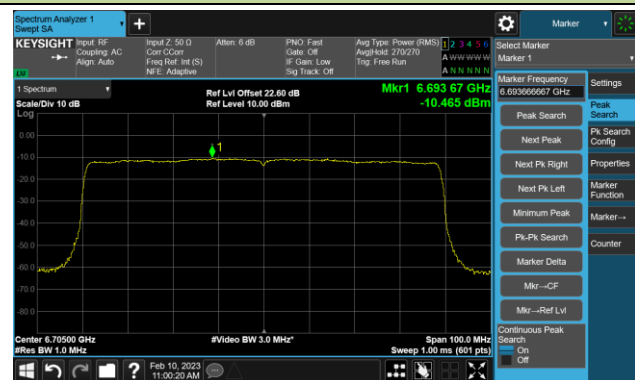 Spectrum Analyzer 1
Swept SA
+
Marker
KEYSIGHT
Input: RF
Coupling: AC
Align: Auto
Input Z: 50 Ω
Corr CCorr
Freq Ref: Int (S)
NFE: Adaptive
Atten: 6 dB
PNO: Fast
Gate: Off
IF Gain: Low
Sig Track: Off
Avg Type: Power (RMS)
Avg|Hold: 270/270
Trig: Free Run
1 2 3 4 5 6
A W W W W W
A N N N N N
LXI
Select Marker
Marker 1
1 Spectrum
Scale/Div 10 dB
Log
Ref Lvl Offset 22.60 dB
Ref Level 10.00 dBm
Mkr1 6.693 67 GHz
-10.465 dBm
1
0.00
-10.0
-20.0
-30.0
-40.0
-50.0
-60.0
-70.0
-80.0
Center 6.70500 GHz
#Res BW 1.0 MHz
#Video BW 3.0 MHz*
Span 100.0 MHz
Sweep 1.00 ms (601 pts)
Marker Frequency
6.693666667 GHz
Peak Search
Next Peak
Next Pk Right
Next Pk Left
Minimum Peak
Pk-Pk Search
Marker Delta
Mkr→CF
Mkr→Ref Lvl
Continuous Peak
Search
On
Off
Settings
Peak
Search
Pk Search
Config
Properties
Marker
Function
Marker→
Counter
?
Feb 10, 2023
11:00:20 AM